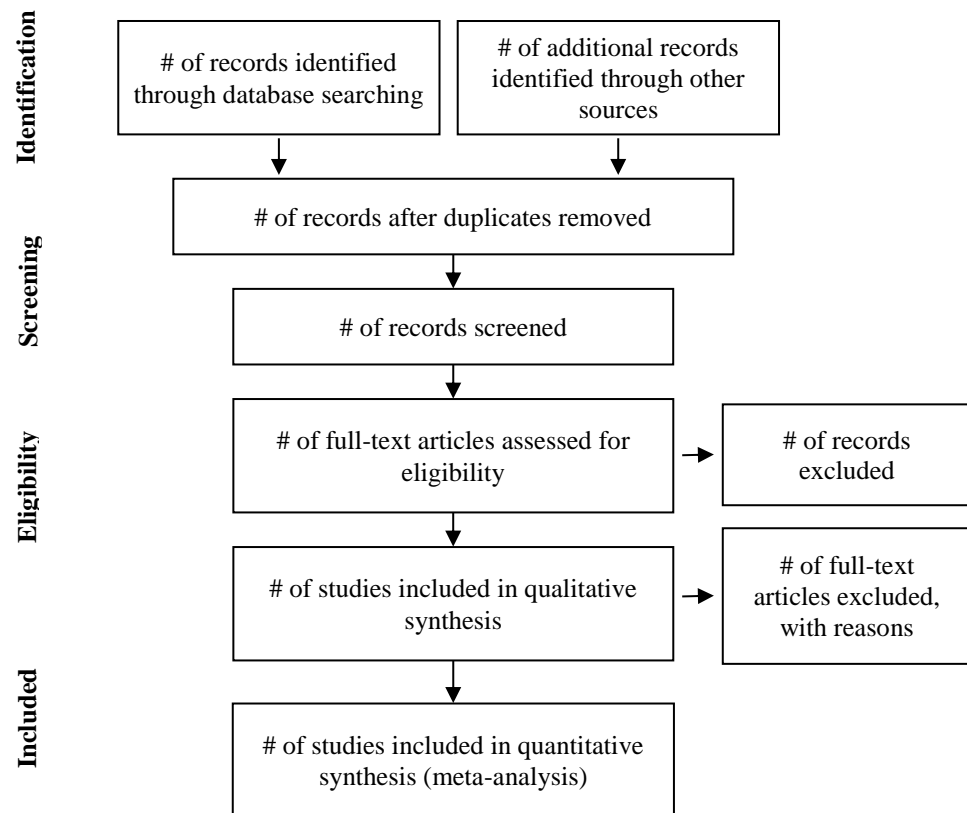 Identification
# of records identified
through database searching
# of additional records
identified through other
sources
# of records after duplicates removed
Screening
# of records screened
Eligibility
# of full-text articles assessed for
eligibility
# of records
excluded
# of studies included in qualitative
synthesis
# of full-text
articles excluded,
with reasons
Included
# of studies included in quantitative
synthesis (meta-analysis)